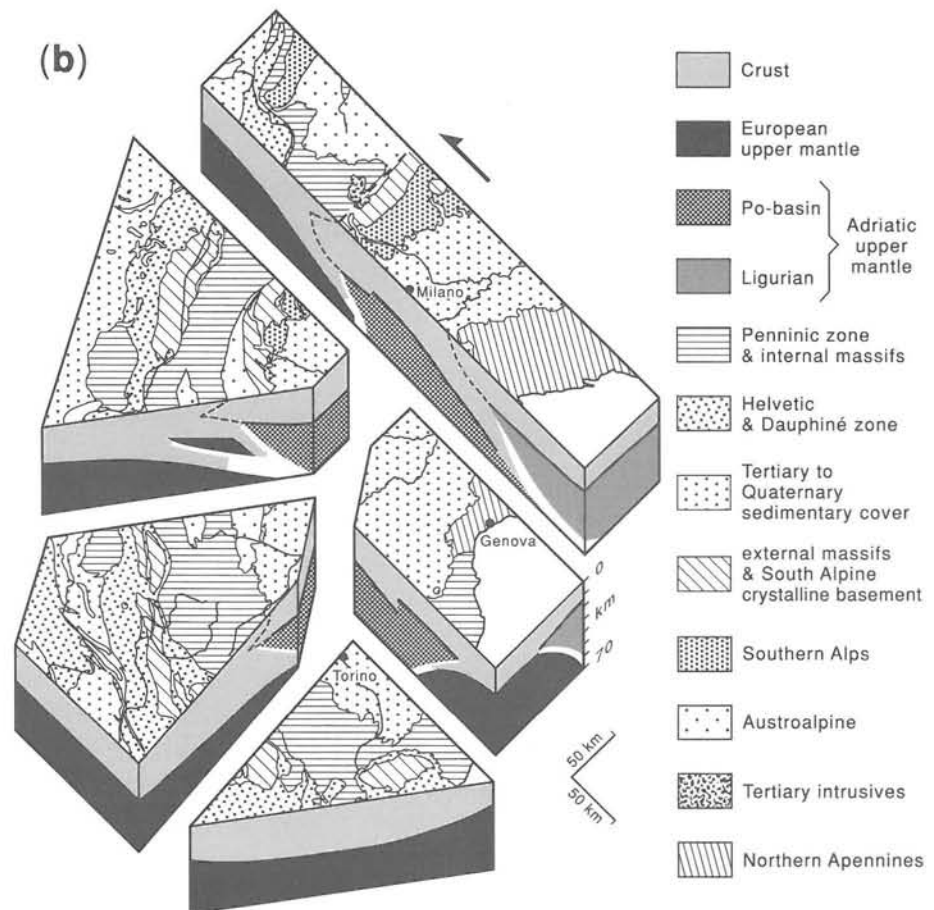 (b)
Milano
Genova
0
km
70
Torino
50 km
50 km
Crust
European
upper mantle
Po-basin
Ligurian
Adriatic
upper
mantle
Penninic zone
& internal massifs
Helvetic
& Dauphiné zone
Tertiary to
Quaternary
sedimentary cover
external massifs
& South Alpine
crystalline basement
Southern Alps
Austroalpine
Tertiary intrusives
Northern Apennines